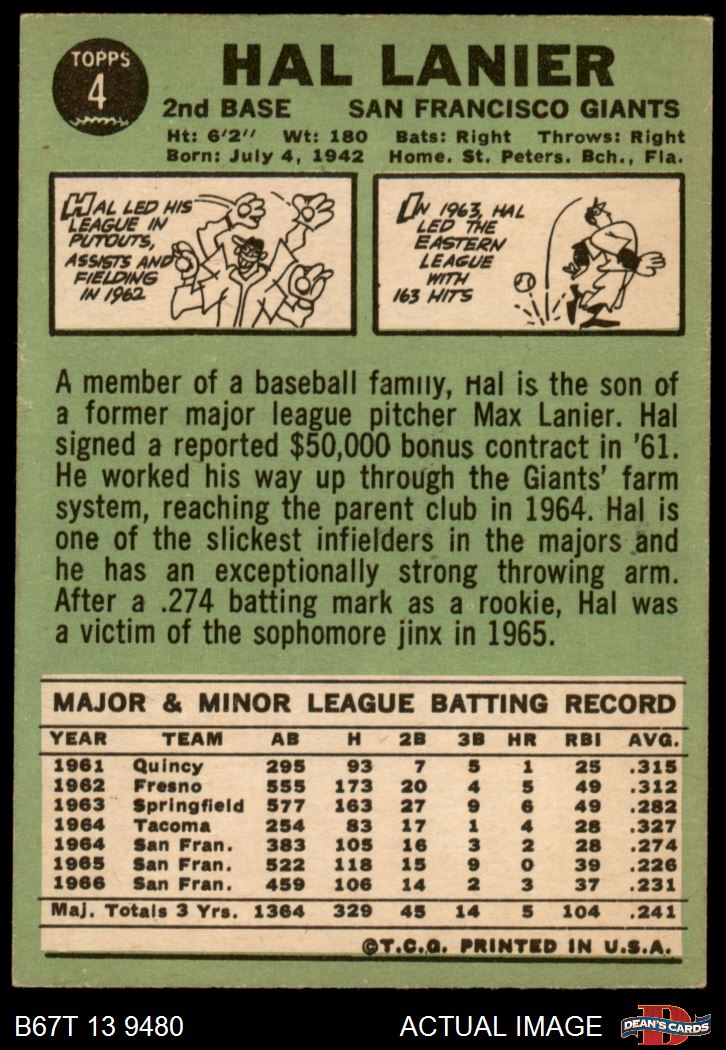 TOPPS
4
HAL LANIER
2nd BASE SAN FRANCISCO GIANTS
Ht: 6'2" Wt: 180 Bats: Right Throws: Right
Born: July 4, 1942 Home. St. Peters. Bch., Fla.
HAL LED HIS
LEAGUE IN
PUTOUTS,
ASSISTS AND
FIELDING
IN 1962
IN 1963, HAL
LED THE
EASTERN
LEAGUE
WITH
163 HITS
A member of a baseball family, Hal is the son of
a former major league pitcher Max Lanier. Hal
signed a reported $50,000 bonus contract in '61.
He worked his way up through the Giants' farm
system, reaching the parent club in 1964. Hal is
one of the slickest infielders in the majors and
he has an exceptionally strong throwing arm.
After a .274 batting mark as a rookie, Hal was
a victim of the sophomore jinx in 1965.
MAJOR & MINOR LEAGUE BATTING RECORD
YEAR TEAM AB H 2B 3B HR RBI AVG.
1961 Quincy 295 93 7 5 1 25 .315
1962 Fresno 555 173 20 4 5 49 .312
1963 Springfield 577 163 27 9 6 49 .282
1964 Tacoma 254 83 17 1 4 28 .327
1964 San Fran. 383 105 16 3 2 28 .274
1965 San Fran. 522 118 15 9 0 39 .226
1966 San Fran. 459 106 14 2 3 37 .231
Maj. Totals 3 Yrs. 1364 329 45 14 5 104 .241
©T.C.G. PRINTED IN U.S.A.
B67T 13 9480 ACTUAL IMAGE
D
DEAN'S CARDS